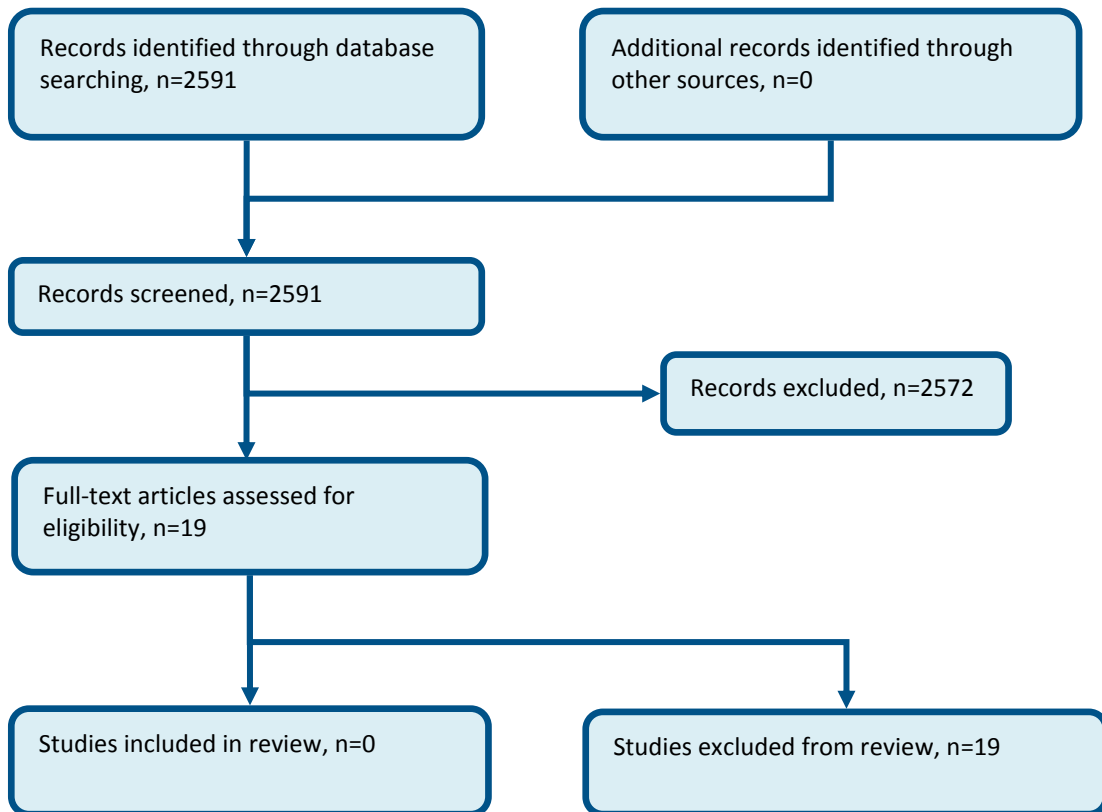 Records identified through database
searching, n=2591
Additional records identified through
other sources, n=0
Records screened, n=2591
Records excluded, n=2572
Full-text articles assessed for
eligibility, n=19
Studies included in review, n=0
Studies excluded from review, n=19